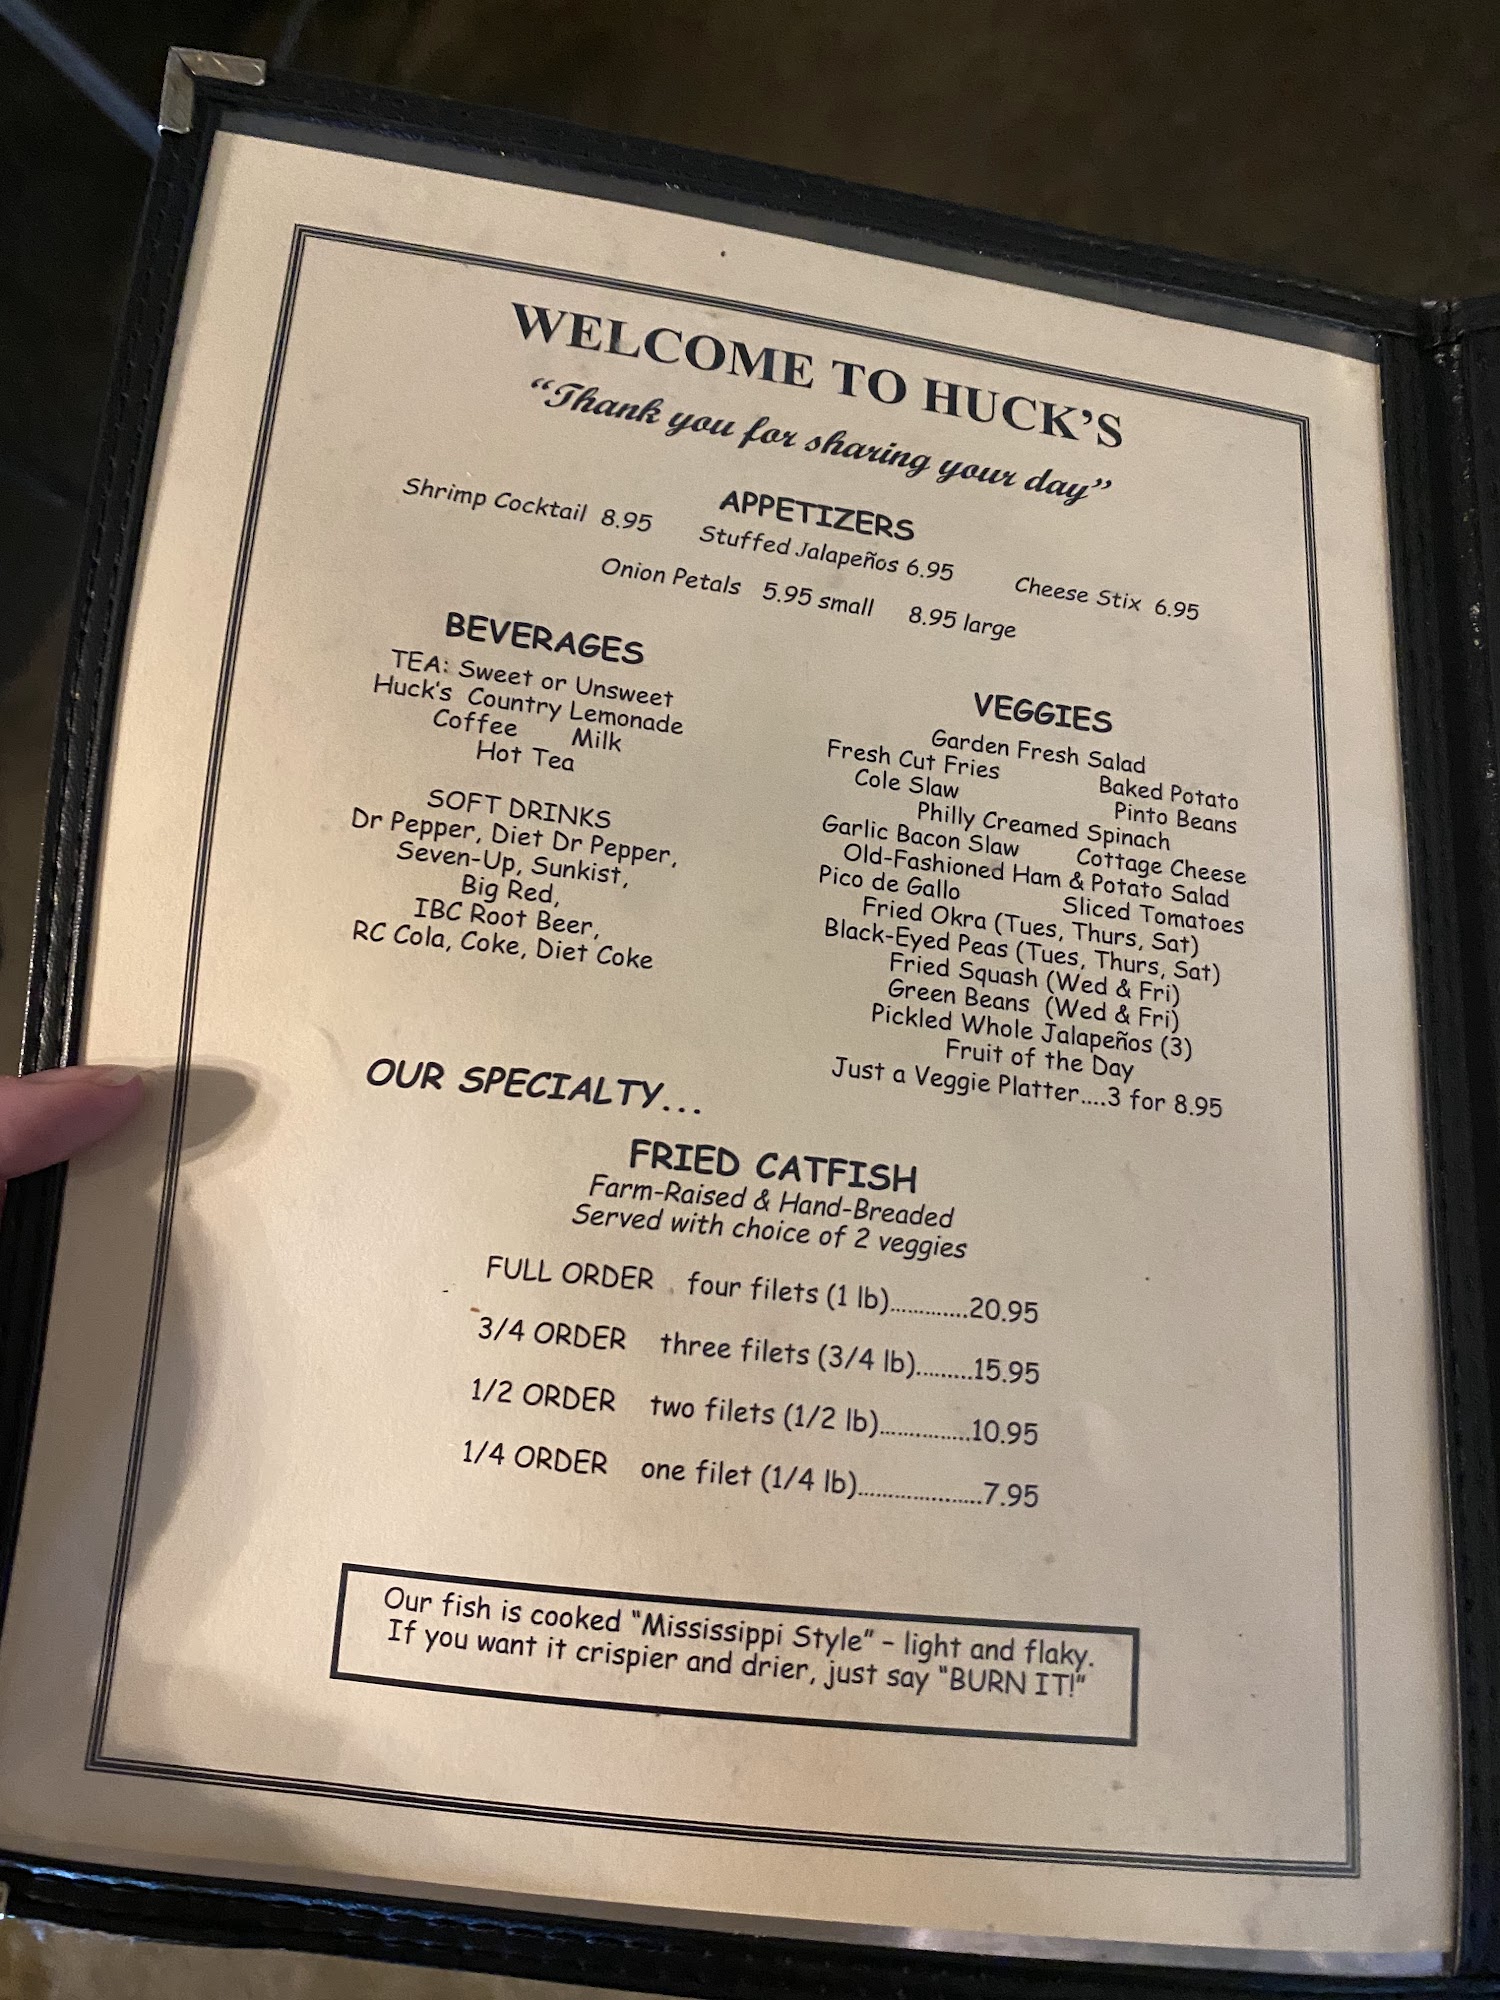 WELCOME TO HUCK'S
"Thank you for sharing your day"
APPETIZERS
Shrimp Cocktail 8.95 Stuffed Jalapeños 6.95 Cheese Stix 6.95
Onion Petals 5.95 small 8.95 large
BEVERAGES
TEA: Sweet or Unsweet
Huck's Country Lemonade
Coffee Milk
Hot Tea
SOFT DRINKS
Dr Pepper, Diet Dr Pepper,
Seven-Up, Sunkist,
Big Red,
IBC Root Beer,
RC Cola, Coke, Diet Coke
VEGGIES
Garden Fresh Salad
Fresh Cut Fries Baked Potato
Cole Slaw Pinto Beans
Philly Creamed Spinach
Garlic Bacon Slaw Cottage Cheese
Old-Fashioned Ham & Potato Salad
Pico de Gallo Sliced Tomatoes
Fried Okra (Tues, Thurs, Sat)
Black-Eyed Peas (Tues, Thurs, Sat)
Fried Squash (Wed & Fri)
Green Beans (Wed & Fri)
Pickled Whole Jalapeños (3)
Fruit of the Day
Just a Veggie Platter....3 for 8.95
OUR SPECIALTY...
FRIED CATFISH
Farm-Raised & Hand-Breaded
Served with choice of 2 veggies
FULL ORDER four filets (1 lb)............20.95
3/4 ORDER three filets (3/4 lb).........15.95
1/2 ORDER two filets (1/2 lb)..............10.95
1/4 ORDER one filet (1/4 lb)...................7.95
Our fish is cooked "Mississippi Style" - light and flaky.
If you want it crispier and drier, just say "BURN IT!"